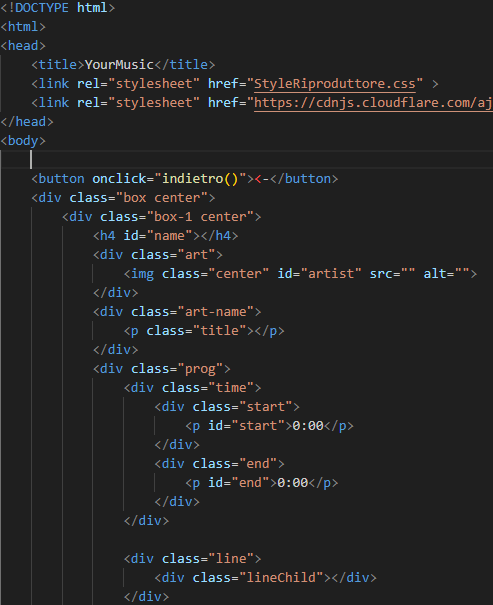 <!DOCTYPE html>
<html>
<head>
    <title>YourMusic</title>
    <link rel="stylesheet" href="StyleRiproduttore.css" >
    <link rel="stylesheet" href="https://cdnjs.cloudflare.com/aj
</head>
<body>
    <button onclick="indietro()"><-</button>
    <div class="box center">
        <div class="box-1 center">
            <h4 id="name"></h4>
            <div class="art">
                <img class="center" id="artist" src="" alt="">
            </div>
            <div class="art-name">
                <p class="title"></p>
            </div>
            <div class="prog">
                <div class="time">
                    <div class="start">
                        <p id="start">0:00</p>
                    </div>
                    <div class="end">
                        <p id="end">0:00</p>
                    </div>
                </div>

                <div class="line">
                    <div class="lineChild"></div>
                </div>